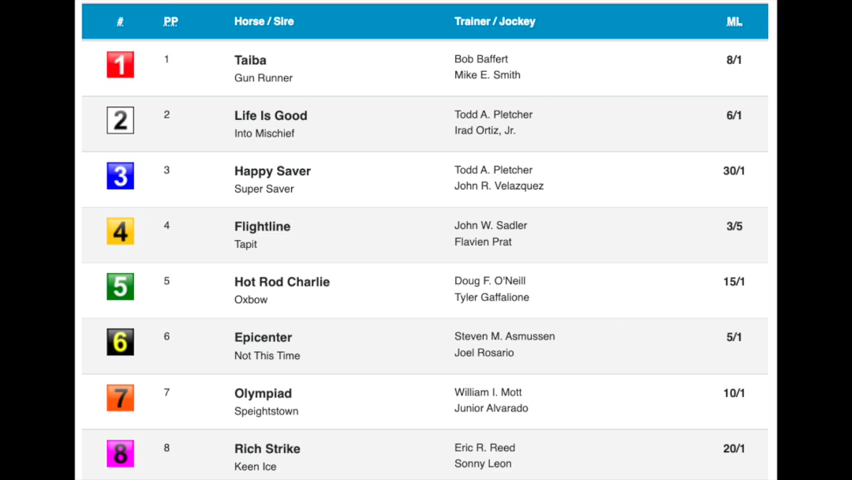 # PP Horse / Sire Trainer / Jockey ML
1 1 Taiba Bob Baffert 8/1
Gun Runner Mike E. Smith
2 2 Life Is Good Todd A. Pletcher 6/1
Into Mischief Irad Ortiz, Jr.
3 3 Happy Saver Todd A. Pletcher 30/1
Super Saver John R. Velazquez
4 4 Flightline John W. Sadler 3/5
Tapit Flavien Prat
5 5 Hot Rod Charlie Doug F. O'Neill 15/1
Oxbow Tyler Gaffalione
6 6 Epicenter Steven M. Asmussen 5/1
Not This Time Joel Rosario
7 7 Olympiad William I. Mott 10/1
Speightstown Junior Alvarado
8 8 Rich Strike Eric R. Reed 20/1
Keen Ice Sonny Leon